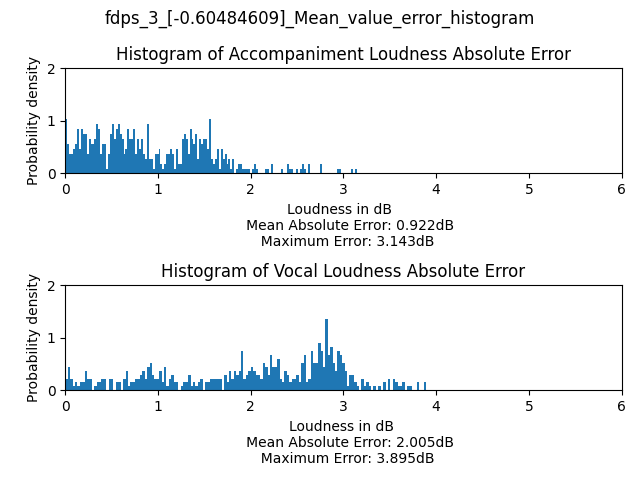 fdps_3_[-0.60484609]_Mean_value_error_histogram
Histogram of Accompaniment Loudness Absolute Error
Probability density
2
1
0
0 1 2 3 4 5 6
Loudness in dB
Mean Absolute Error: 0.922dB
Maximum Error: 3.143dB
Histogram of Vocal Loudness Absolute Error
Probability density
2
1
0
0 1 2 3 4 5 6
Loudness in dB
Mean Absolute Error: 2.005dB
Maximum Error: 3.895dB